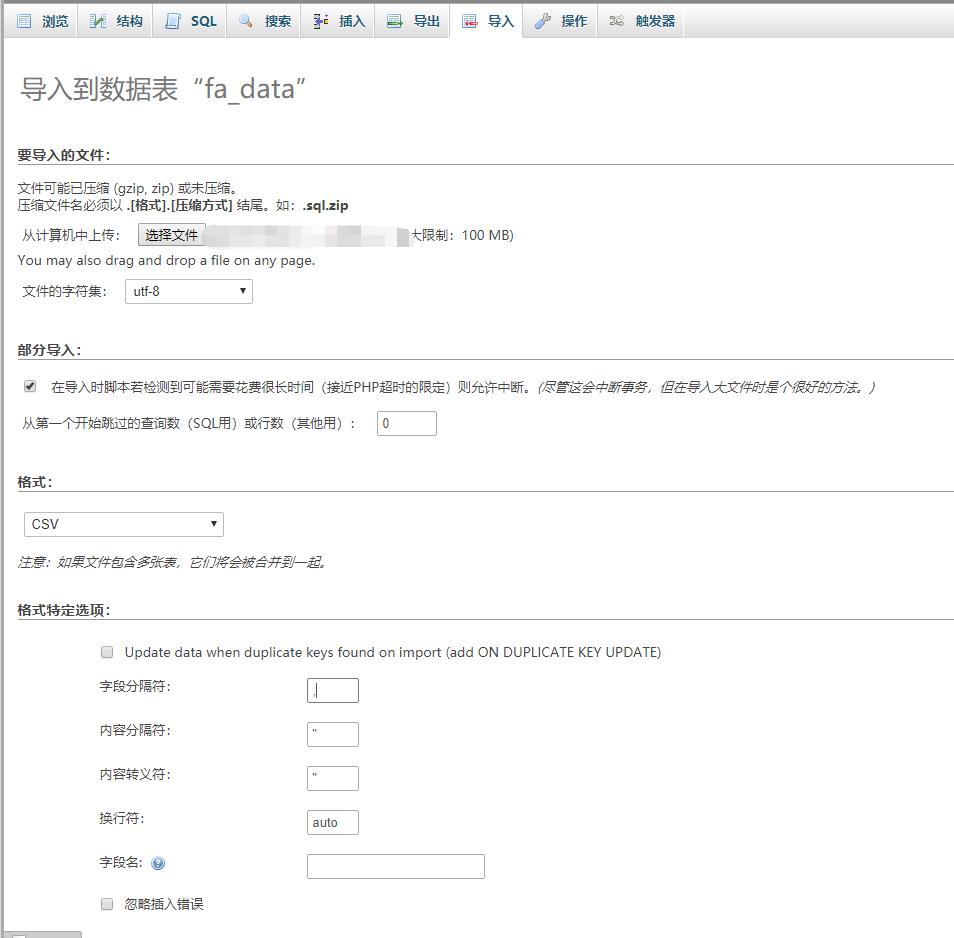 浏览 结构 SQL 搜索 插入 导出 导入 操作 触发器
导入到数据表“fa_data”
要导入的文件：
文件可能已压缩 (gzip, zip) 或未压缩。
压缩文件名必须以 .[格式].[压缩方式] 结尾。如：.sql.zip
从计算机中上传： 选择文件 大限制：100 MB)
You may also drag and drop a file on any page.
文件的字符集： utf-8
部分导入：
在导入时脚本若检测到可能需要花费很长时间（接近PHP超时的限定）则允许中断。(尽管这会中断事务，但在导入大文件时是个很好的方法。)
从第一个开始跳过的查询数（SQL用）或行数（其他用）： 0
格式：
CSV
注意：如果文件包含多张表，它们将会被合并到一起。
格式特定选项：
Update data when duplicate keys found on import (add ON DUPLICATE KEY UPDATE)
字段分隔符： ,
内容分隔符： "
内容转义符： "
换行符： auto
字段名：
忽略插入错误